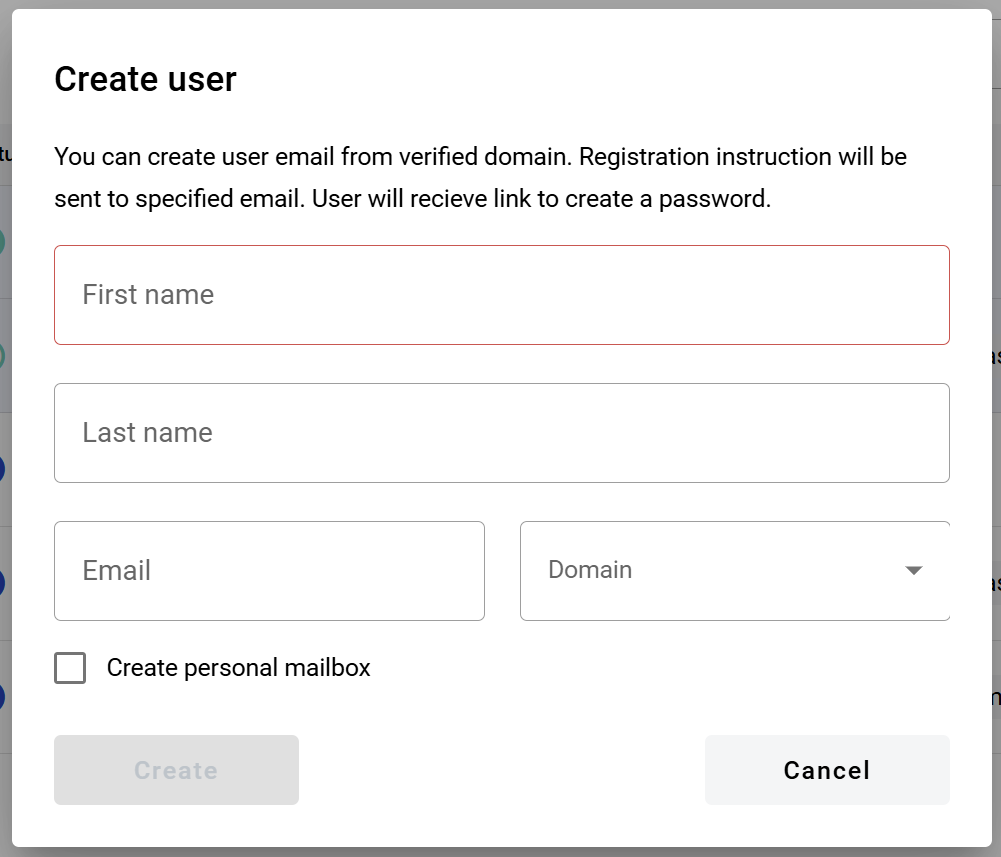 Create user
You can create user email from verified domain. Registration instruction will be
sent to specified email. User will recieve link to create a password.
First name
Last name
Email
Domain
Create personal mailbox
Create
Cancel